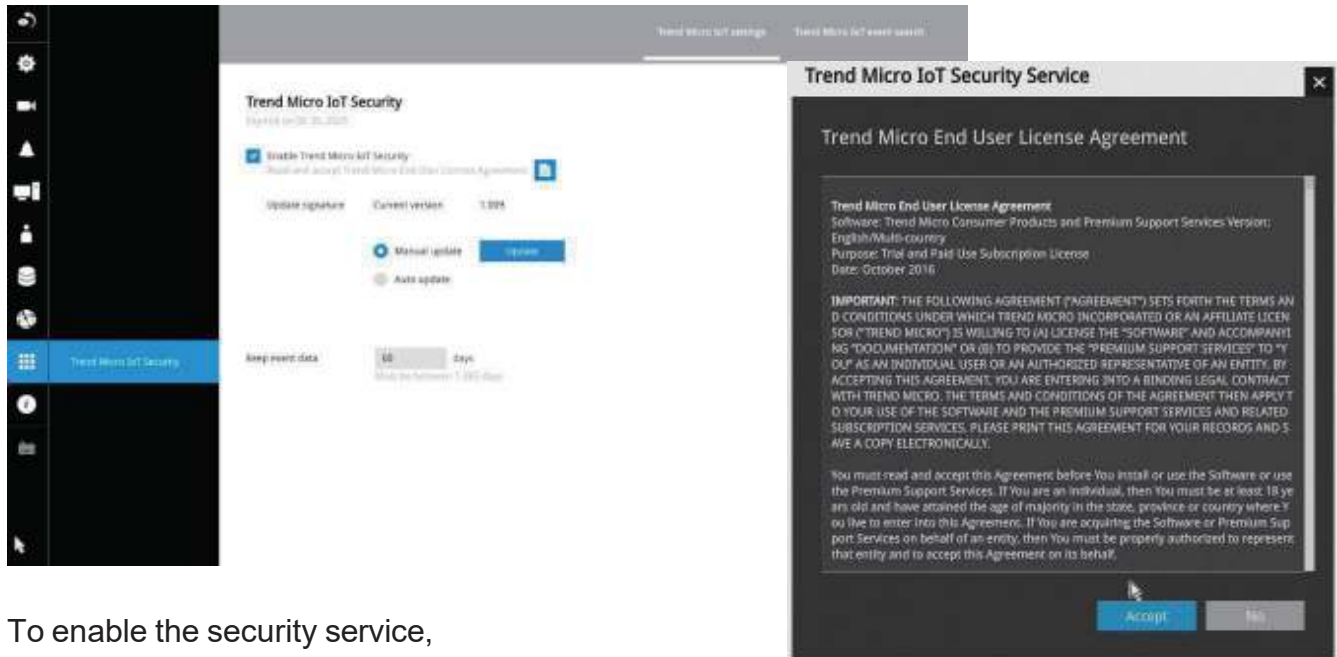 Trend Micro IoT settings
Trend Micro IoT event search
Trend Micro IoT Security
Enable Trend Micro IoT Security
Read and accept Trend Micro End User License Agreement
Update signature Current version
Manual update Update
Auto update
Keep event data 60 days
Trend Micro IoT Security
Trend Micro IoT Security Service
Trend Micro End User License Agreement
Trend Micro End User License Agreement
Software: Trend Micro Consumer Products and Premium Support Services Version:
English/Multi-country
Purpose: Trial and Paid Use Subscription License
Date: October 2016
IMPORTANT: THE FOLLOWING AGREEMENT ("AGREEMENT") SETS FORTH THE TERMS AN
D CONDITIONS UNDER WHICH TREND MICRO INCORPORATED OR AN AFFILIATE LICEN
SOR ("TREND MICRO") IS WILLING TO (A) LICENSE THE "SOFTWARE" AND ACCOMPANYI
NG "DOCUMENTATION" OR (B) TO PROVIDE THE "PREMIUM SUPPORT SERVICES" TO "Y
OU" AS AN INDIVIDUAL USER OR AN AUTHORIZED REPRESENTATIVE OF AN ENTITY. BY
ACCEPTING THIS AGREEMENT, YOU ARE ENTERING INTO A BINDING LEGAL CONTRACT
WITH TREND MICRO. THE TERMS AND CONDITIONS OF THE AGREEMENT THEN APPLY T
O YOUR USE OF THE SOFTWARE AND THE PREMIUM SUPPORT SERVICES AND RELATED
SUBSCRIPTION SERVICES. PLEASE PRINT THIS AGREEMENT FOR YOUR RECORDS AND S
AVE A COPY ELECTRONICALLY.
You must read and accept this Agreement before You install or use the Software or use
the Premium Support Services. If You are an individual, then You must be at least 18 ye
ars old and have attained the age of majority in the state, province or country where Y
ou live to enter into this Agreement. If You are acquiring the Software or Premium Sup
port Services on behalf of an entity, then You must be properly authorized to represent
that entity and to accept this Agreement on its behalf.
Accept No
To enable the security service,